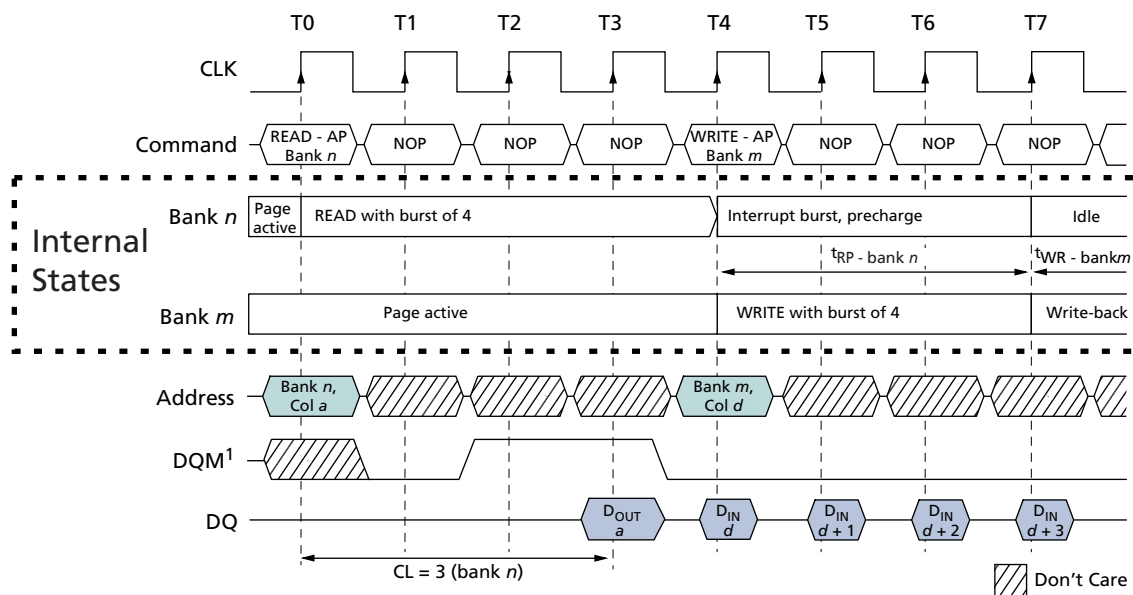 T0 T1 T2 T3 T4 T5 T6 T7
CLK
Command
READ - AP
Bank n
NOP
NOP
NOP
WRITE - AP
Bank m
NOP
NOP
NOP
Internal
States
Bank n
Page
active
READ with burst of 4
Interrupt burst, precharge
Idle
tRP - bank n
tWR - bankm
Bank m
Page active
WRITE with burst of 4
Write-back
Address
Bank n,
Col a
Bank m,
Col d
DQM1
DQ
DOUT
a
DIN
d
DIN
d + 1
DIN
d + 2
DIN
d + 3
CL = 3 (bank n)
Don't Care